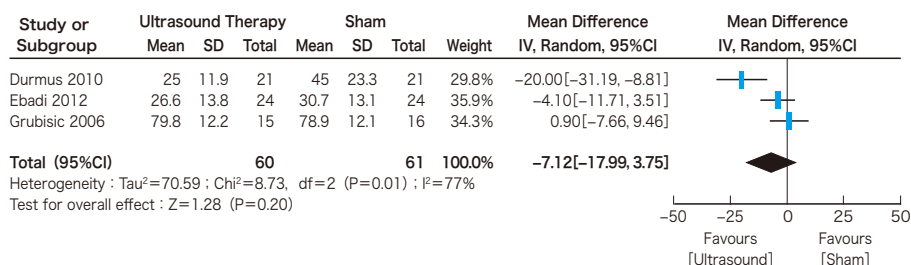 Study or Subgroup Ultrasound Therapy Sham Mean Difference Mean Difference
Mean SD Total Mean SD Total Weight IV, Random, 95%CI IV, Random, 95%CI
Durmus 2010 25 11.9 21 45 23.3 21 29.8% −20.00[−31.19, −8.81]
Ebadi 2012 26.6 13.8 24 30.7 13.1 24 35.9% −4.10[−11.71, 3.51]
Grubisic 2006 79.8 12.2 15 78.9 12.1 16 34.3% 0.90[−7.66, 9.46]
Total (95%CI) 60 61 100.0% −7.12[−17.99, 3.75]
Heterogeneity：Tau²=70.59；Chi²=8.73, df=2（P=0.01）；I²=77%
Test for overall effect：Z=1.28（P=0.20）
−50 −25 0 25 50
Favours Favours
[Ultrasound] [Sham]